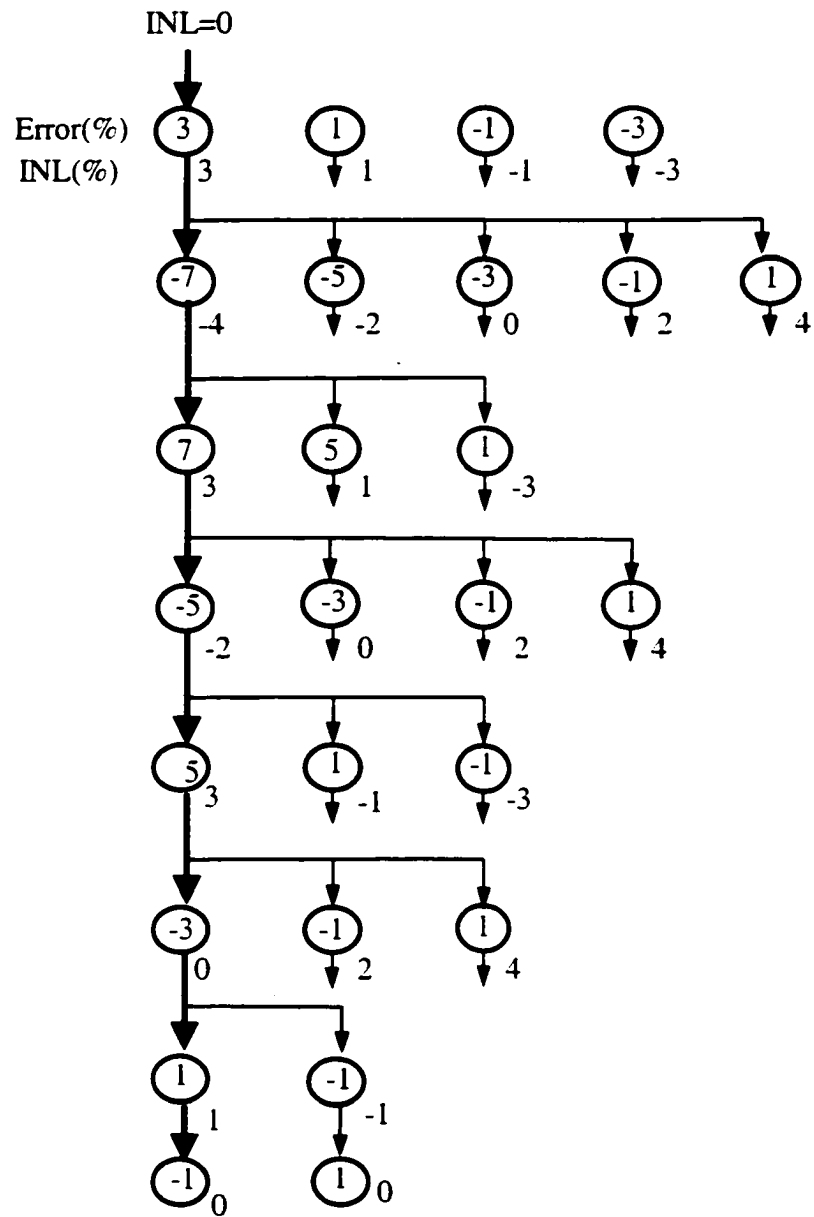 INL=0
Error(%) 3 1 -1 -3
INL(%) 3 1 -1 -3
-7 -5 -3 -1 1
-4 -2 0 2 4
7 5 1
3 1 -3
-5 -3 -1 1
-2 0 2 4
5 1 -1
3 -1 -3
-3 -1 1
0 2 4
1 -1
1 -1
-1 1
0 0